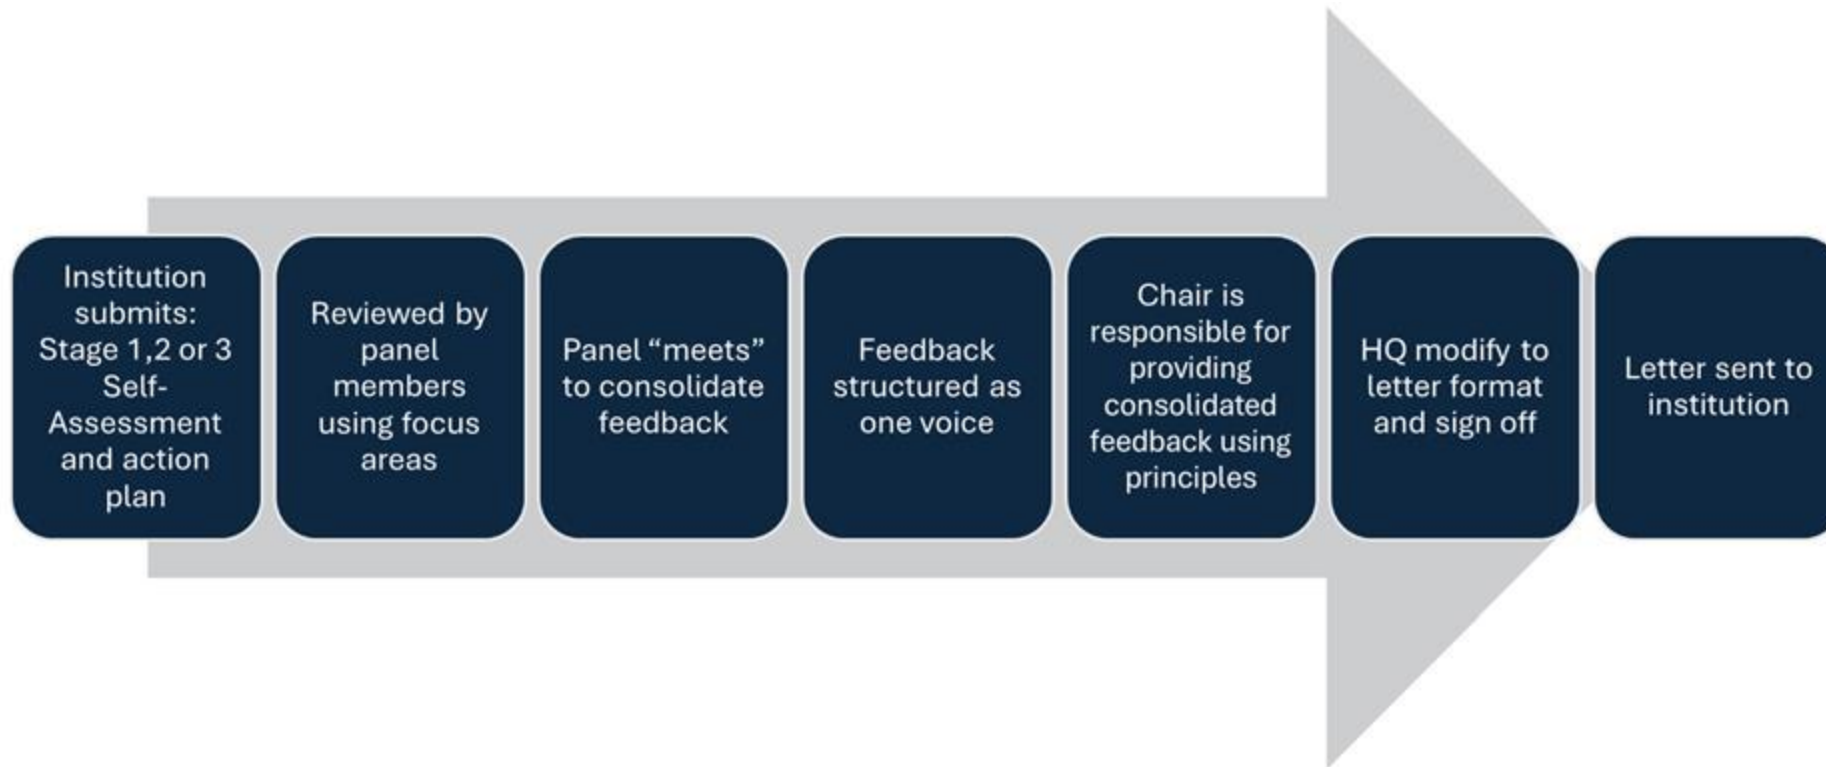 Institution
submits:
Stage 1,2 or 3
Self-
Assessment
and action
plan
Reviewed by
panel
members
using focus
areas
Panel “meets”
to consolidate
feedback
Feedback
structured as
one voice
Chair is
responsible for
providing
consolidated
feedback using
principles
HQ modify to
letter format
and sign off
Letter sent to
institution